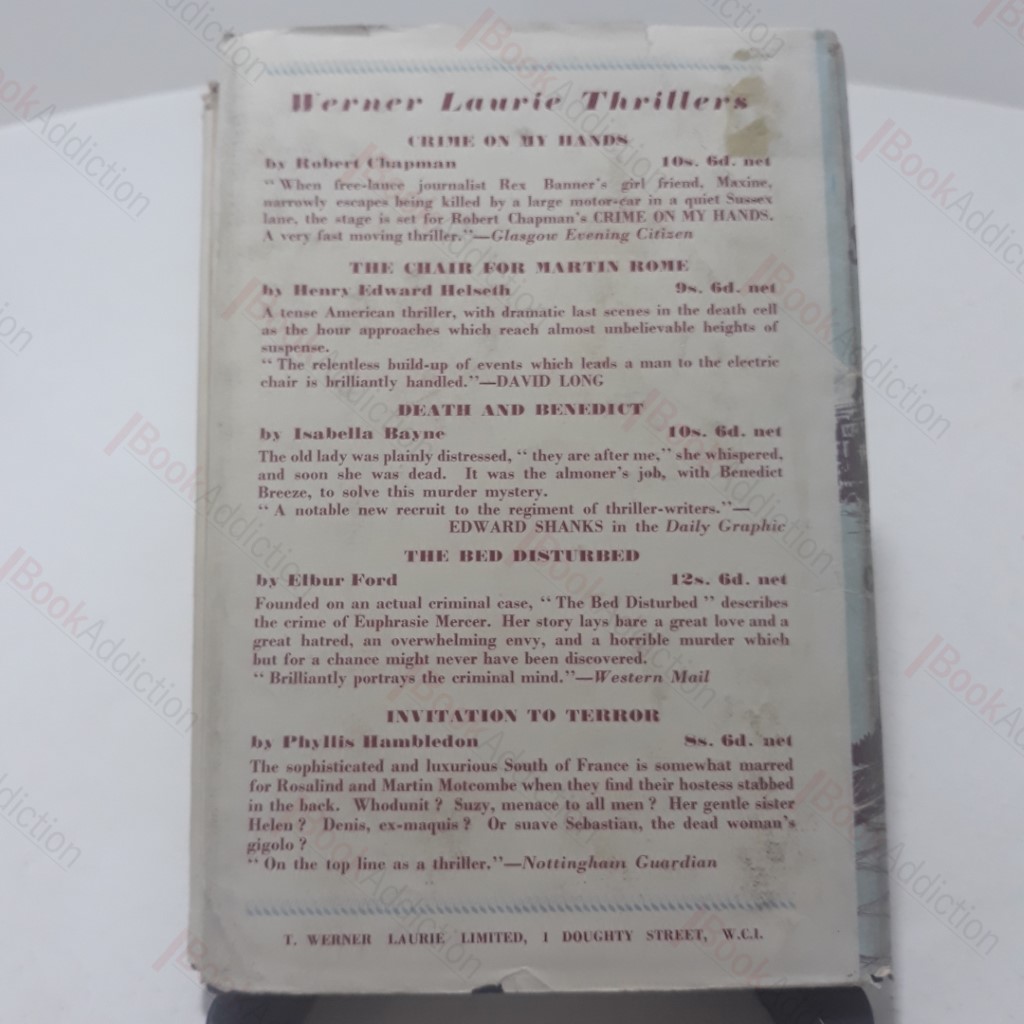 Werner Laurie Thrillers
CRIME ON MY HANDS
by Robert Chapman 10s. 6d. net
“ When free-lance journalist Rex Banner's girl friend, Maxine,
narrowly escapes being killed by a large motor-car in a quiet Sussex
lane, the stage is set for Robert Chapman's CRIME ON MY HANDS.
A very fast moving thriller.”—Glasgow Evening Citizen
THE CHAIR FOR MARTIN ROME
by Henry Edward Helseth 9s. 6d. net
A tense American thriller, with dramatic last scenes in the death cell
as the hour approaches which reach almost unbelievable heights of
suspense.
“ The relentless build-up of events which leads a man to the electric
chair is brilliantly handled.”—DAVID LONG
DEATH AND BENEDICT
by Isabella Bayne 10s. 6d. net
The old lady was plainly distressed, “ they are after me,” she whispered,
and soon she was dead. It was the almoner's job, with Benedict
Breeze, to solve this murder mystery.
“ A notable new recruit to the regiment of thriller-writers.”—
EDWARD SHANKS in the Daily Graphic
THE BED DISTURBED
by Elbur Ford 12s. 6d. net
Founded on an actual criminal case, “ The Bed Disturbed ” describes
the crime of Euphrasie Mercer. Her story lays bare a great love and a
great hatred, an overwhelming envy, and a horrible murder which
but for a chance might never have been discovered.
“ Brilliantly portrays the criminal mind.”—Western Mail
INVITATION TO TERROR
by Phyllis Hambledon 8s. 6d. net
The sophisticated and luxurious South of France is somewhat marred
for Rosalind and Martin Motcombe when they find their hostess stabbed
in the back. Whodunit ? Suzy, menace to all men ? Her gentle sister
Helen ? Denis, ex-maquis ? Or suave Sebastian, the dead woman's
gigolo ?
“ On the top line as a thriller.”—Nottingham Guardian
T. WERNER LAURIE LIMITED, 1 DOUGHTY STREET, W.C.1.
BookAddiction